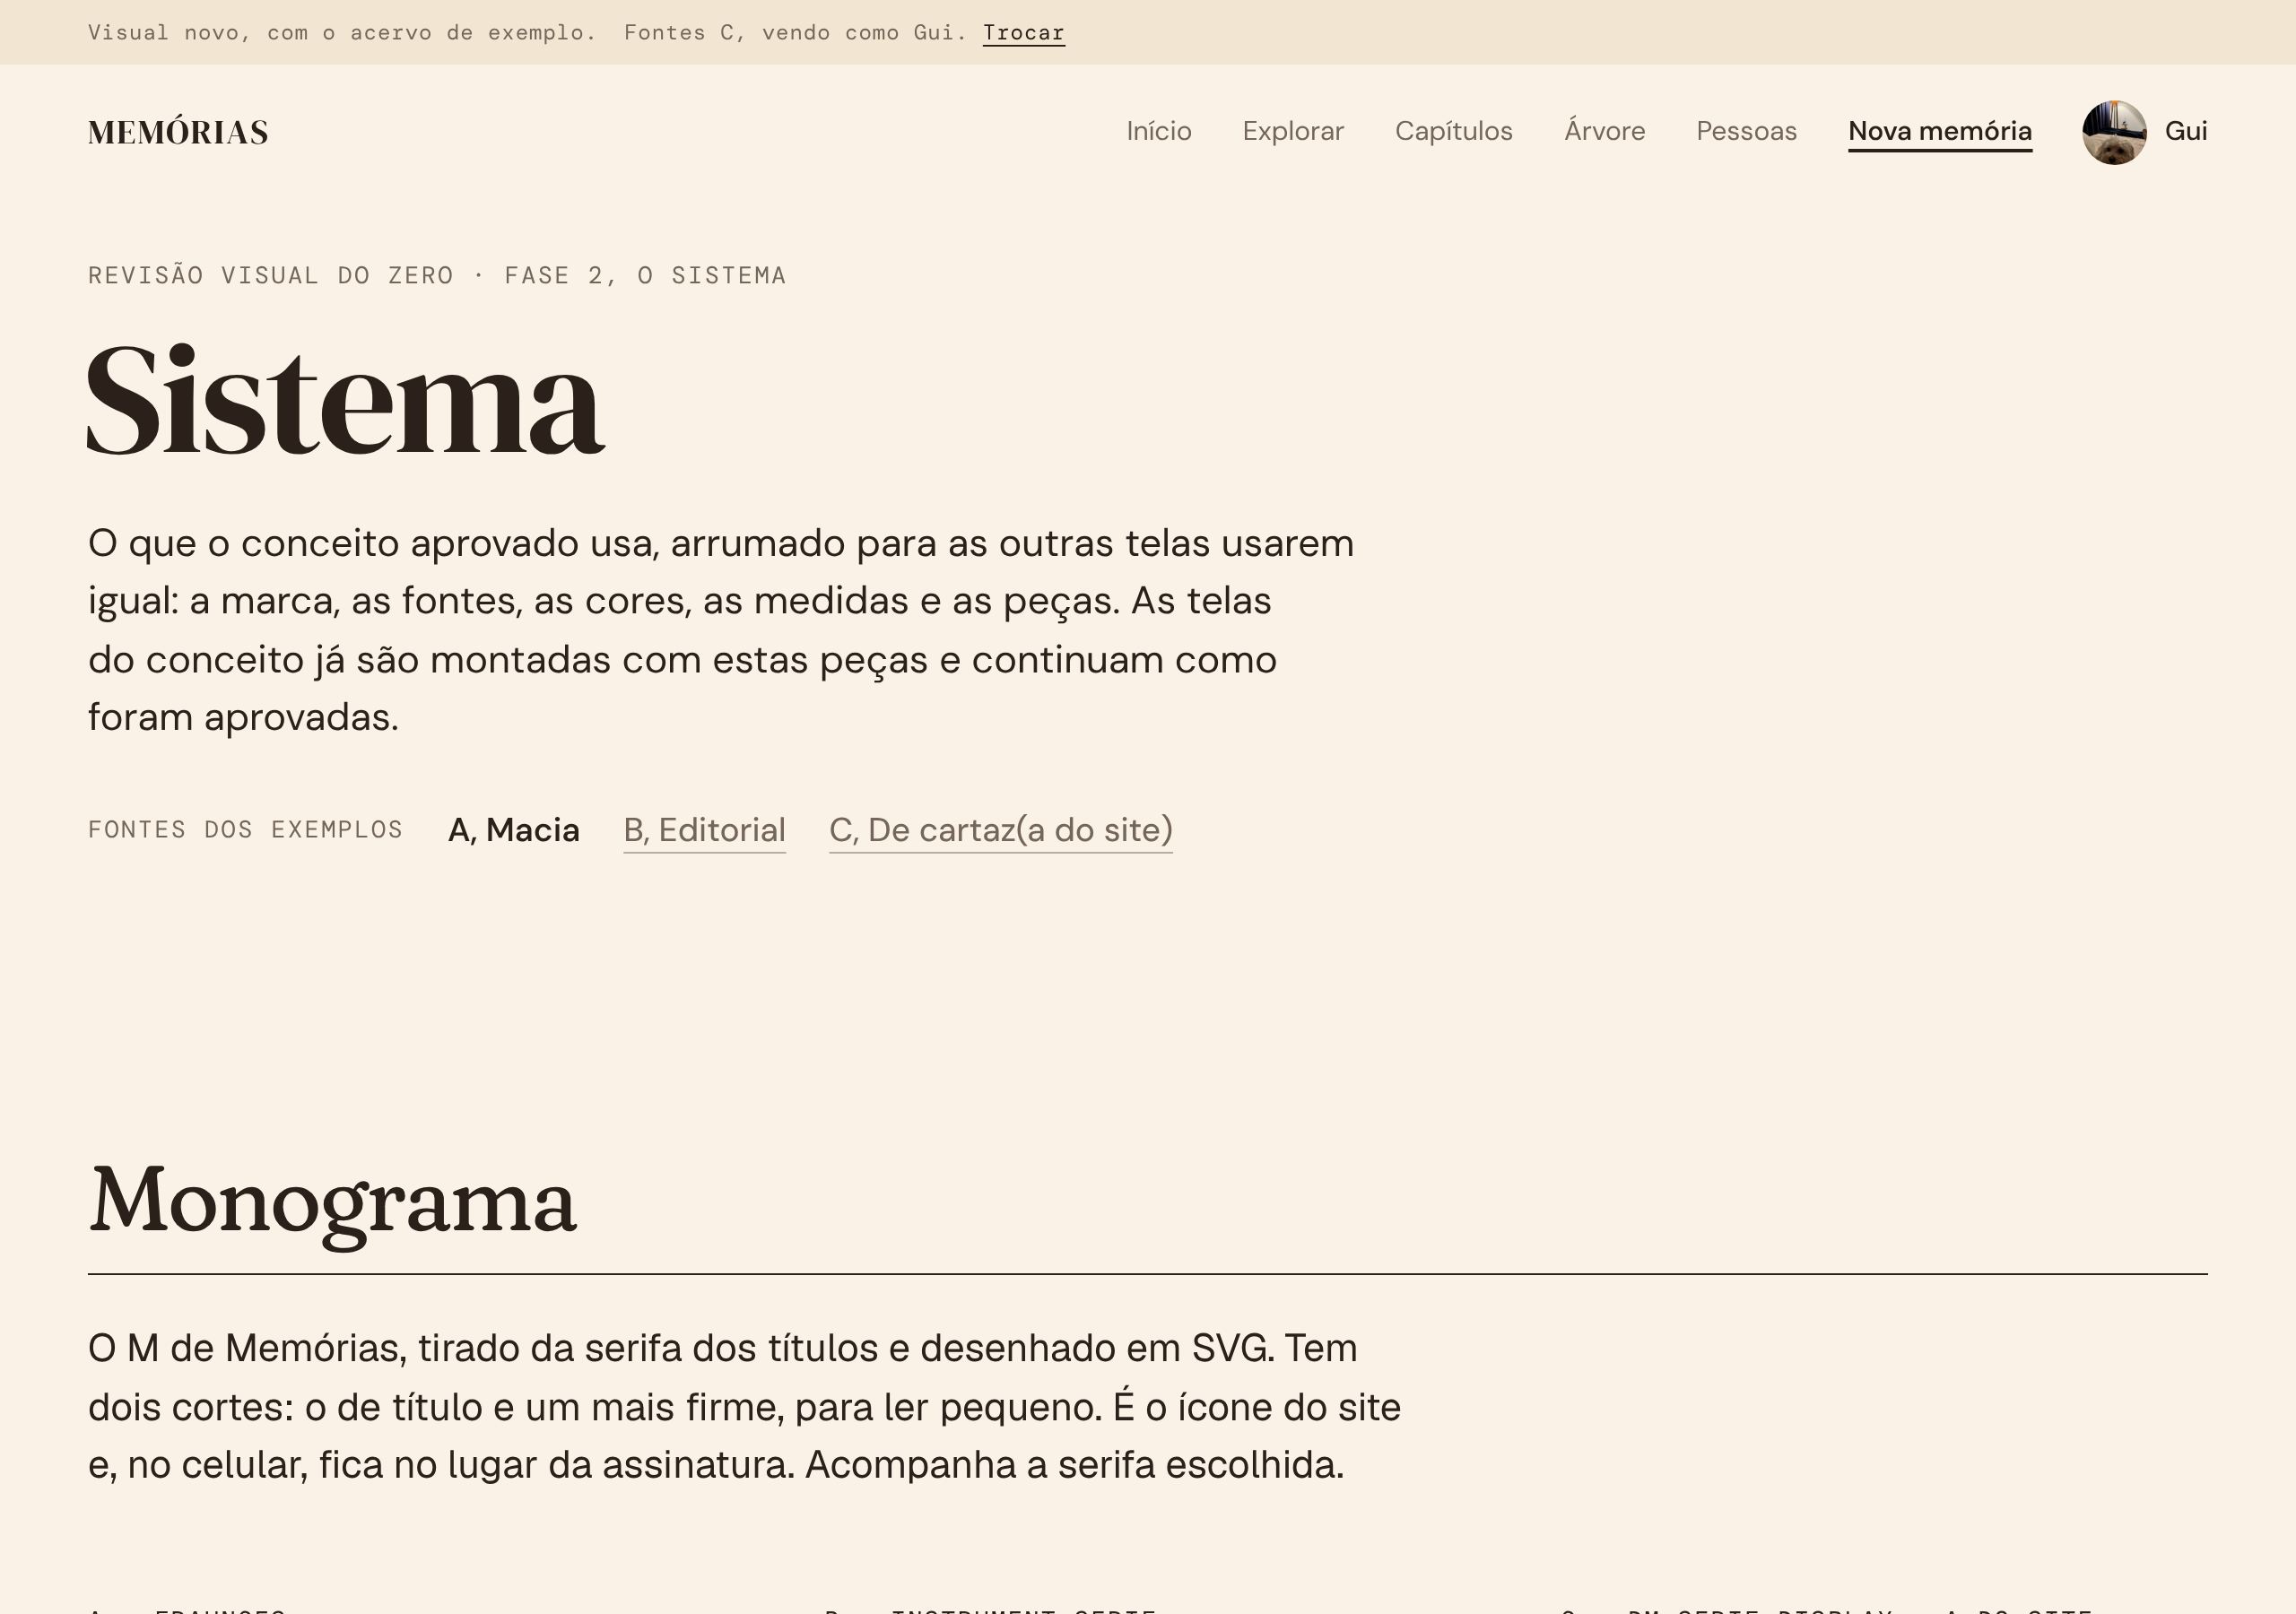 Visual novo, com o acervo de exemplo. Fontes C, vendo como Gui. Trocar
MEMÓRIAS
Início Explorar Capítulos Árvore Pessoas Nova memória Gui
REVISÃO VISUAL DO ZERO · FASE 2, O SISTEMA
Sistema
O que o conceito aprovado usa, arrumado para as outras telas usarem
igual: a marca, as fontes, as cores, as medidas e as peças. As telas
do conceito já são montadas com estas peças e continuam como
foram aprovadas.
FONTES DOS EXEMPLOS A, Macia B, Editorial C, De cartaz(a do site)
Monograma
O M de Memórias, tirado da serifa dos títulos e desenhado em SVG. Tem
dois cortes: o de título e um mais firme, para ler pequeno. É o ícone do site
e, no celular, fica no lugar da assinatura. Acompanha a serifa escolhida.